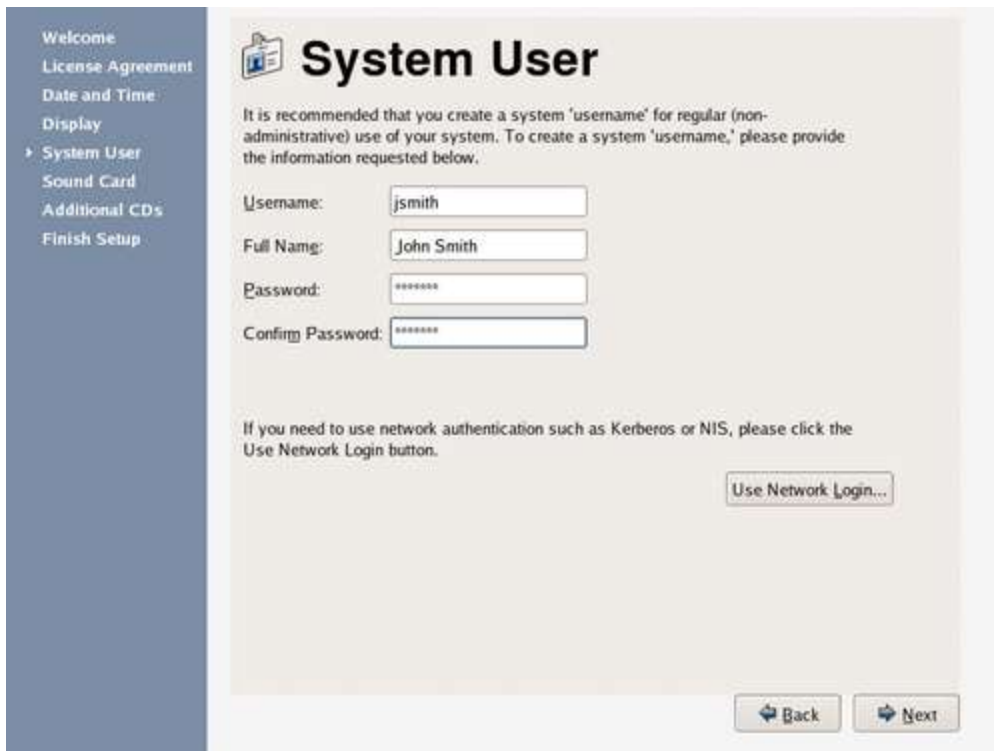 Welcome
License Agreement
Date and Time
Display
System User
Sound Card
Additional CDs
Finish Setup
System User
It is recommended that you create a system 'username' for regular (non-
administrative) use of your system. To create a system 'username,' please provide
the information requested below.
Username: jsmith
Full Name: John Smith
Password: *******
Confirm Password: *******
If you need to use network authentication such as Kerberos or NIS, please click the
Use Network Login button.
Use Network Login...
Back Next